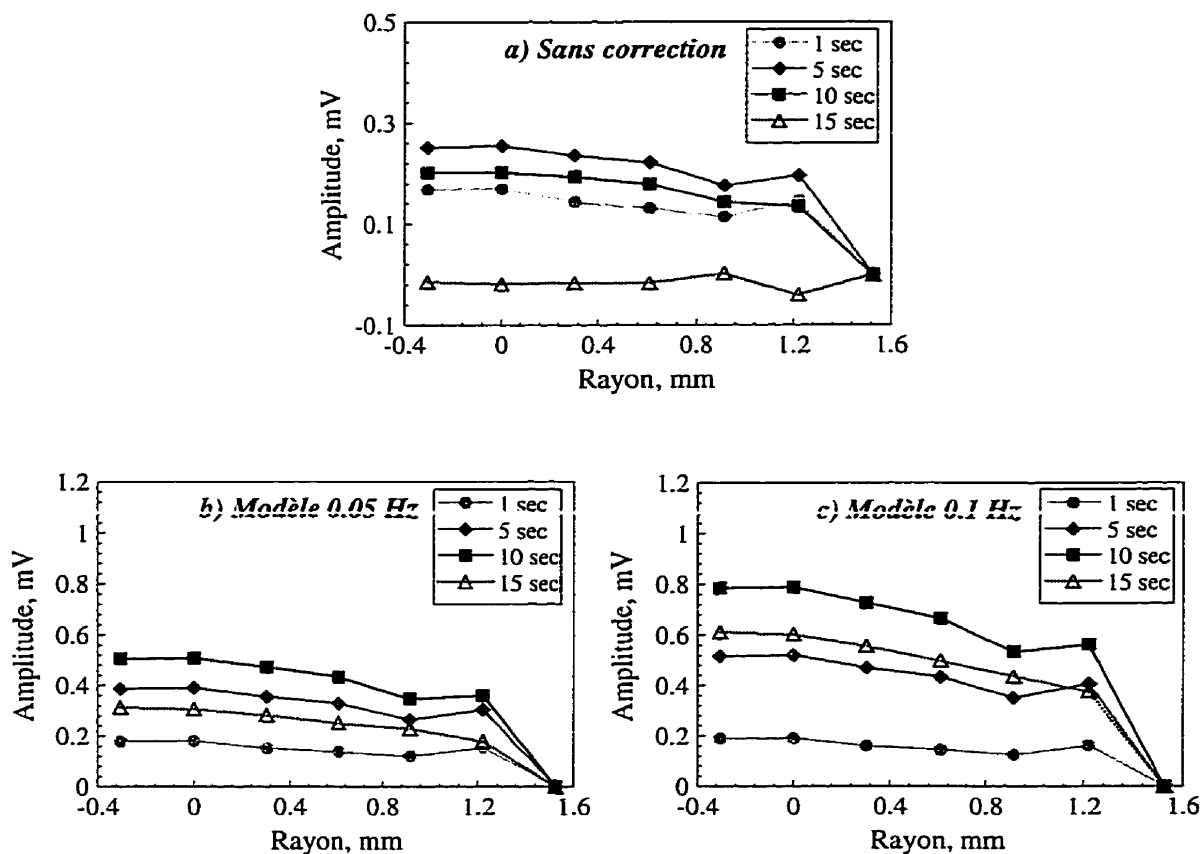 a) Sans correction
1 sec
5 sec
10 sec
15 sec
Amplitude, mV
0.5
0.3
0.1
-0.1
-0.4
0
0.4
0.8
1.2
1.6
Rayon, mm
b) Modèle 0.05 Hz
1 sec
5 sec
10 sec
15 sec
Amplitude, mV
1.2
1
0.8
0.6
0.4
0.2
0
-0.4
0
0.4
0.8
1.2
1.6
Rayon, mm
c) Modèle 0.1 Hz
1 sec
5 sec
10 sec
15 sec
Amplitude, mV
1.2
1
0.8
0.6
0.4
0.2
0
-0.4
0
0.4
0.8
1.2
1.6
Rayon, mm